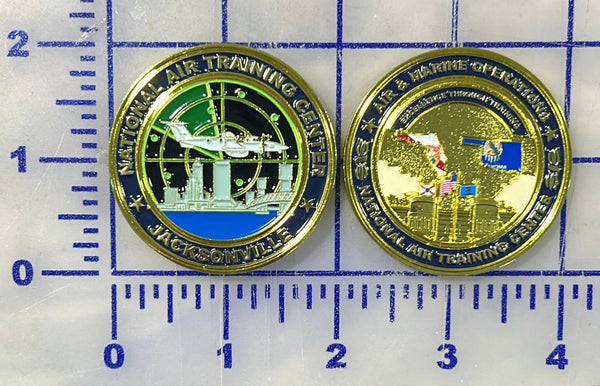 2
1
0
0 1 2 3 4
NATIONAL AIR TRAINING CENTER
JACKSONVILLE
AIR & MARINE OPERATIONS
EXPERIENCE THROUGH TRAINING
NATIONAL AIR TRAINING CENTER